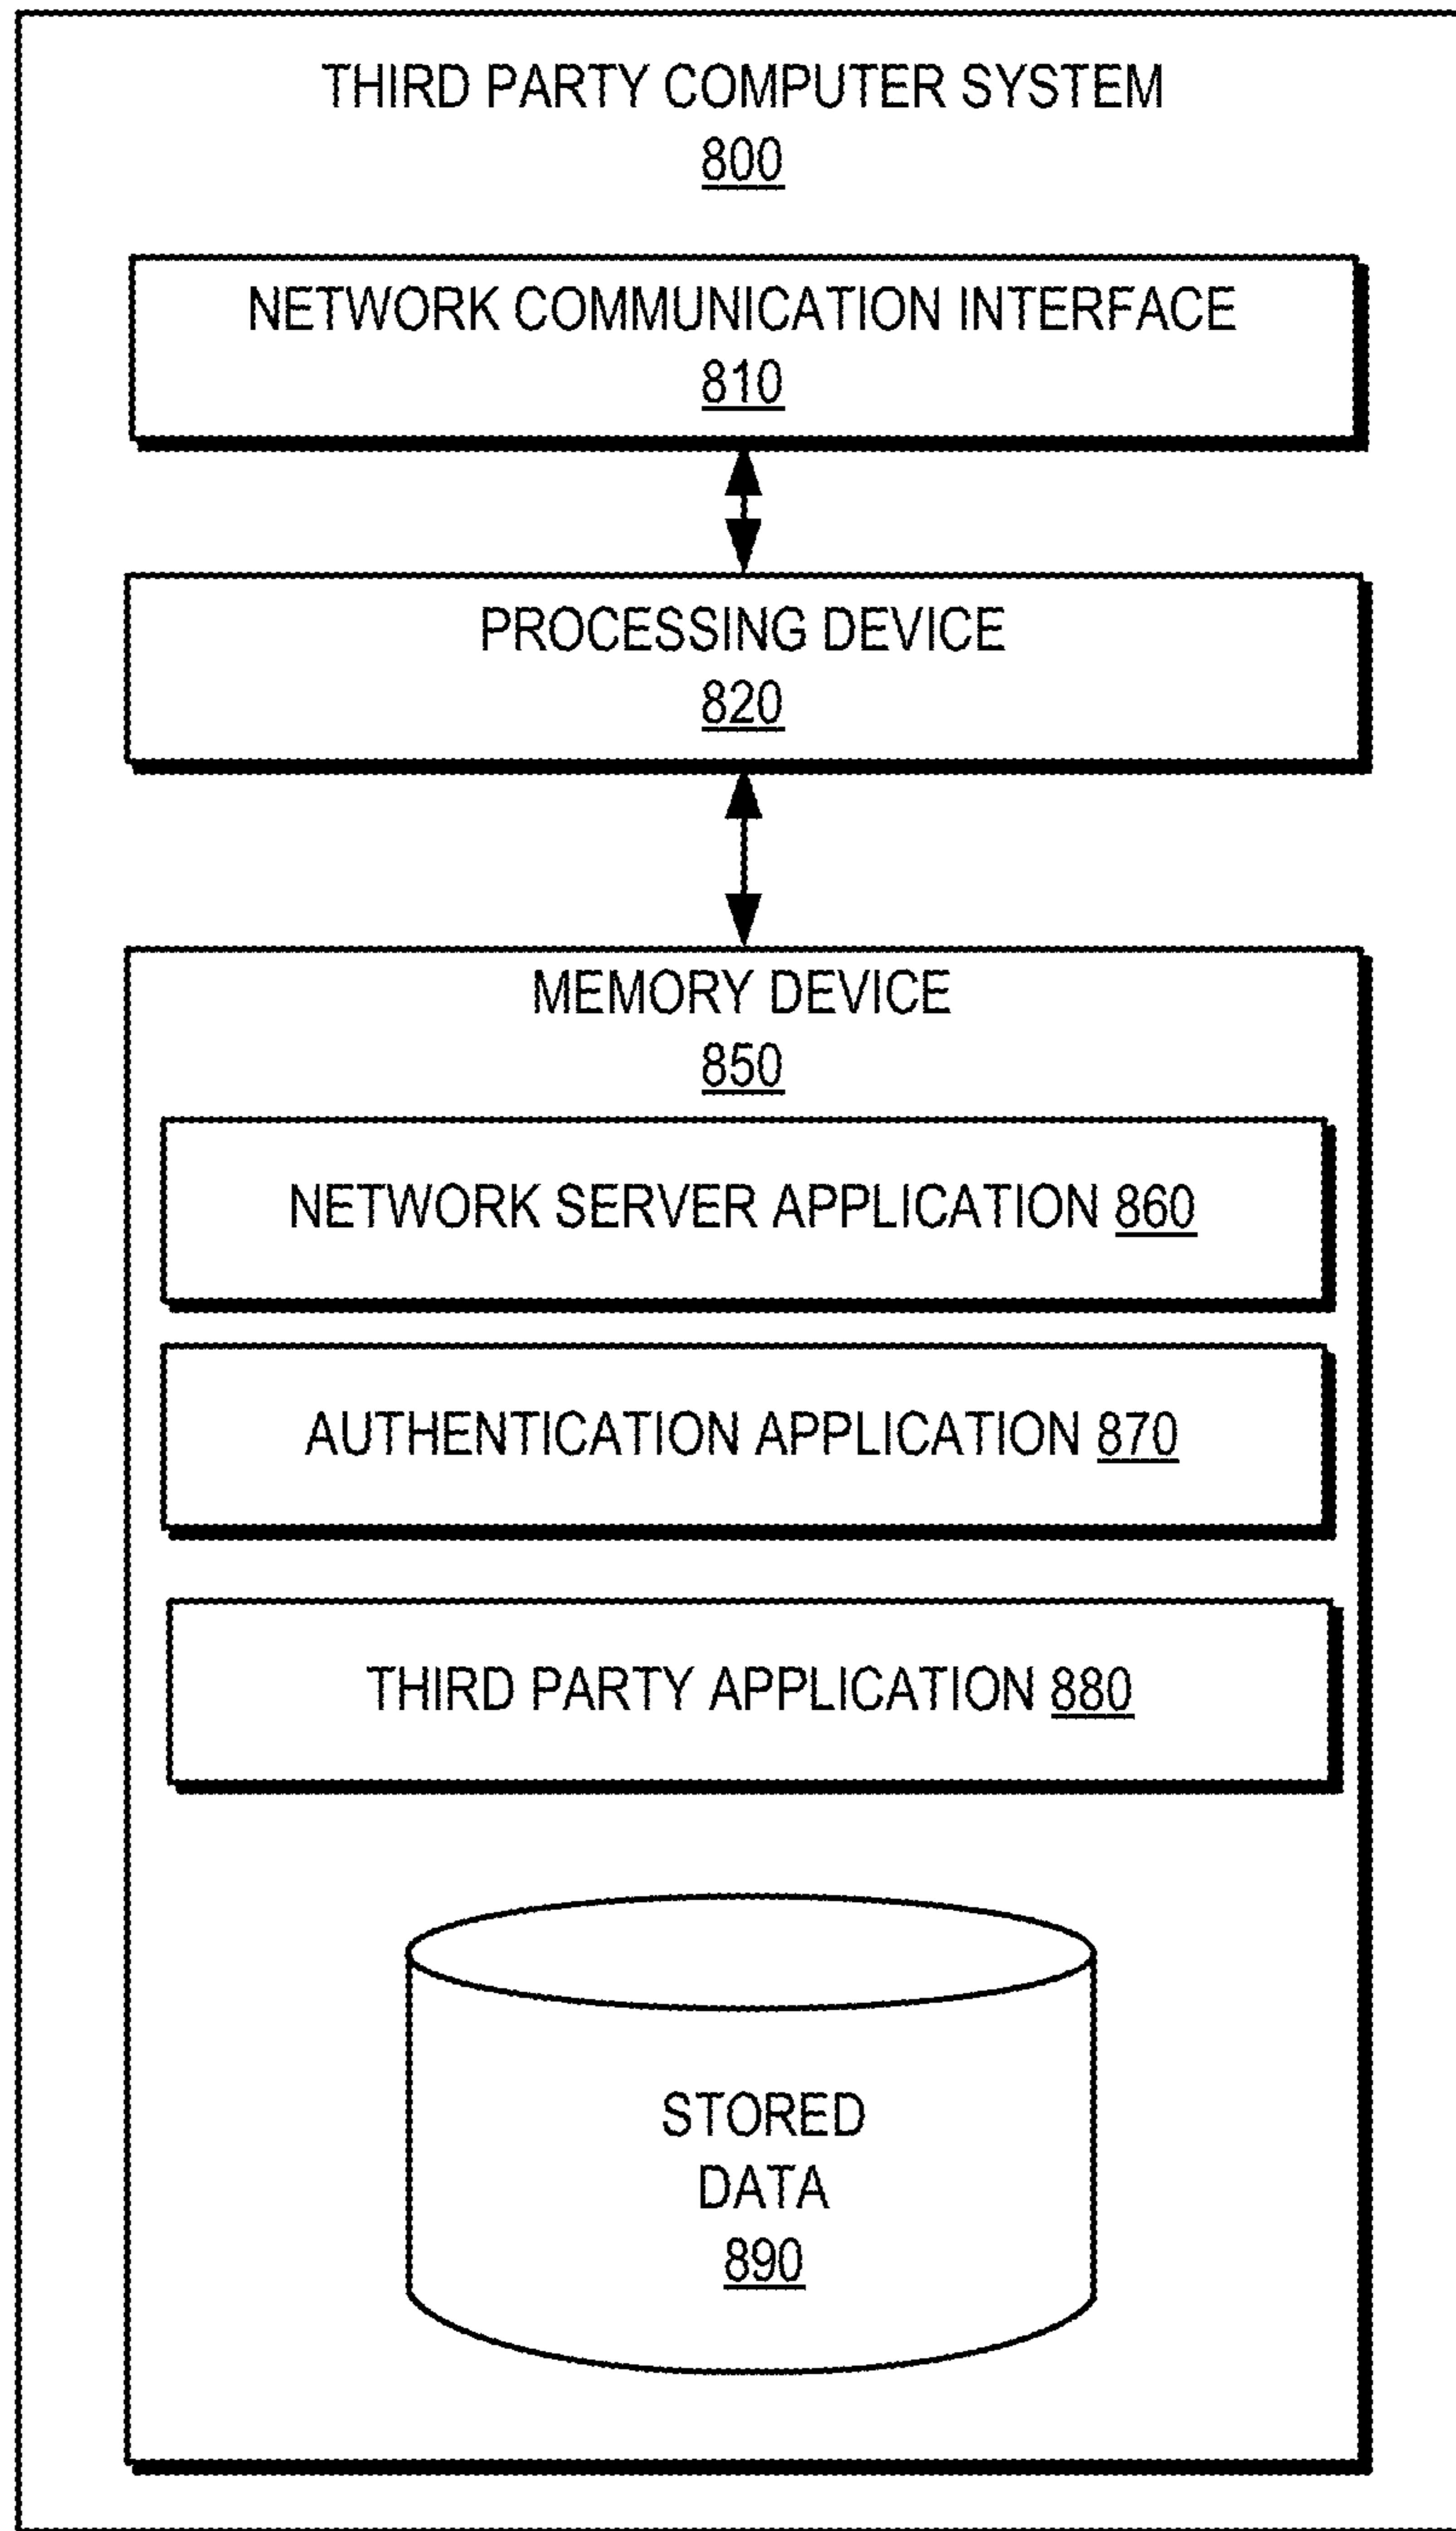 THIRD PARTY COMPUTER SYSTEM
800
NETWORK COMMUNICATION INTERFACE
810
PROCESSING DEVICE
820
MEMORY DEVICE
850
NETWORK SERVER APPLICATION 860
AUTHENTICATION APPLICATION 870
THIRD PARTY APPLICATION 880
STORED
DATA
890